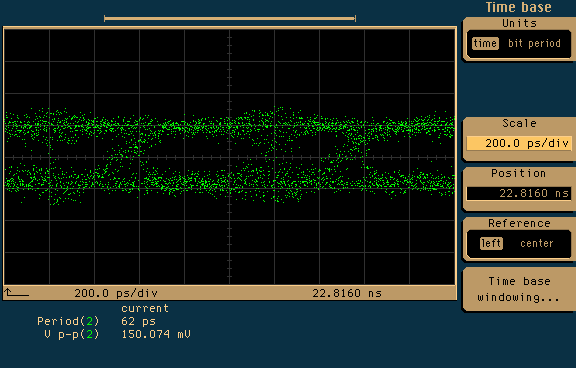 Time base
Units
time bit period
Scale
200.0 ps/div
Position
22.8160 ns
Reference
left center
Time base
windowing...
200.0 ps/div 22.8160 ns
current
Period(2) 62 ps
V p-p(2) 150.074 mV